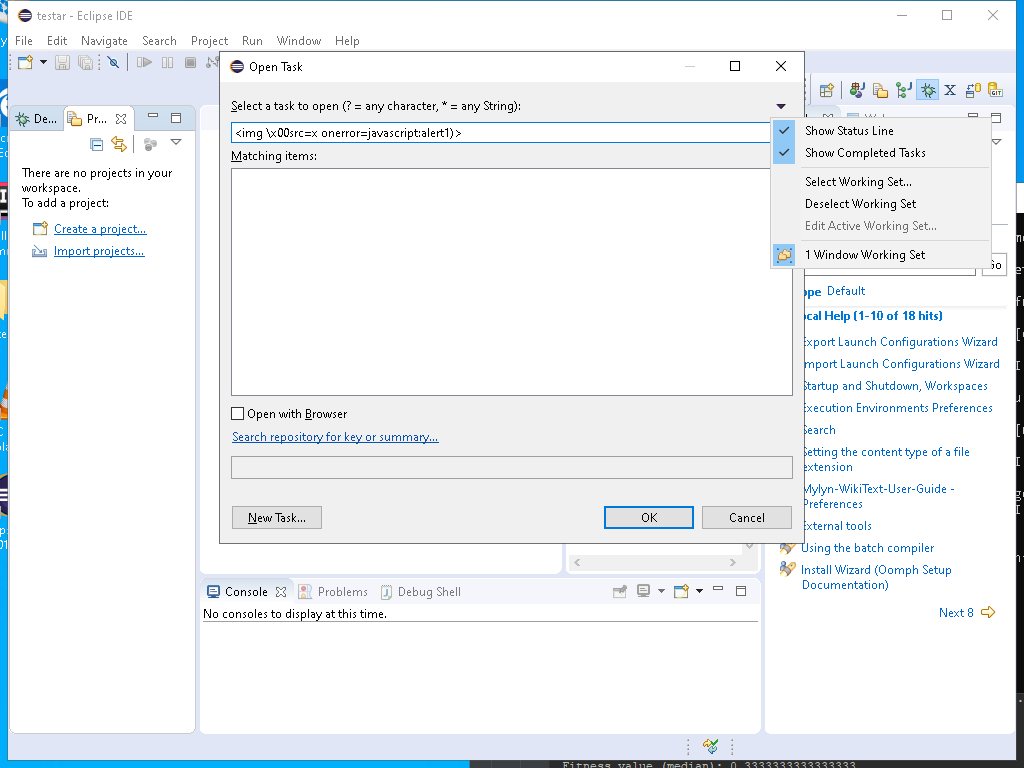 testar - Eclipse IDE
File Edit Navigate Search Project Run Window Help
Open Task
Select a task to open (? = any character, * = any String):
<img \x00src=x onerror=javascript:alert1)>
Matching items:
Open with Browser
Search repository for key or summary...
New Task... OK Cancel
De... Pr...
There are no projects in your
workspace.
To add a project:
Create a project...
Import projects...
Show Status Line
Show Completed Tasks
Select Working Set...
Deselect Working Set
Edit Active Working Set...
1 Window Working Set
Default
ocal Help (1-10 of 18 hits)
Export Launch Configurations Wizard
Import Launch Configurations Wizard
Startup and Shutdown, Workspaces
Execution Environments Preferences
Search
Setting the content type of a file
extension
Mylyn-WikiText-User-Guide -
Preferences
External tools
Using the batch compiler
Install Wizard (Oomph Setup
Documentation)
Next 8
Console Problems Debug Shell
No consoles to display at this time.
Fitness value (median): 0.3333333333333333